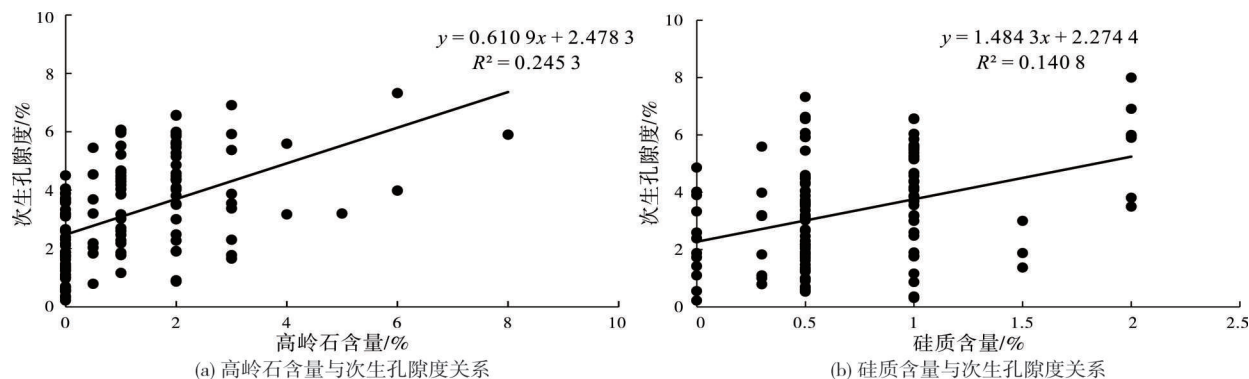 10
8
6
4
2
0
次生孔隙度/%
y = 0.610 9x + 2.478 3
R² = 0.245 3
0 2 4 6 8 10
高岭石含量/%
(a) 高岭石含量与次生孔隙度关系
10
8
6
4
2
0
次生孔隙度/%
y = 1.484 3x + 2.274 4
R² = 0.140 8
0 0.5 1 1.5 2 2.5
硅质含量/%
(b) 硅质含量与次生孔隙度关系